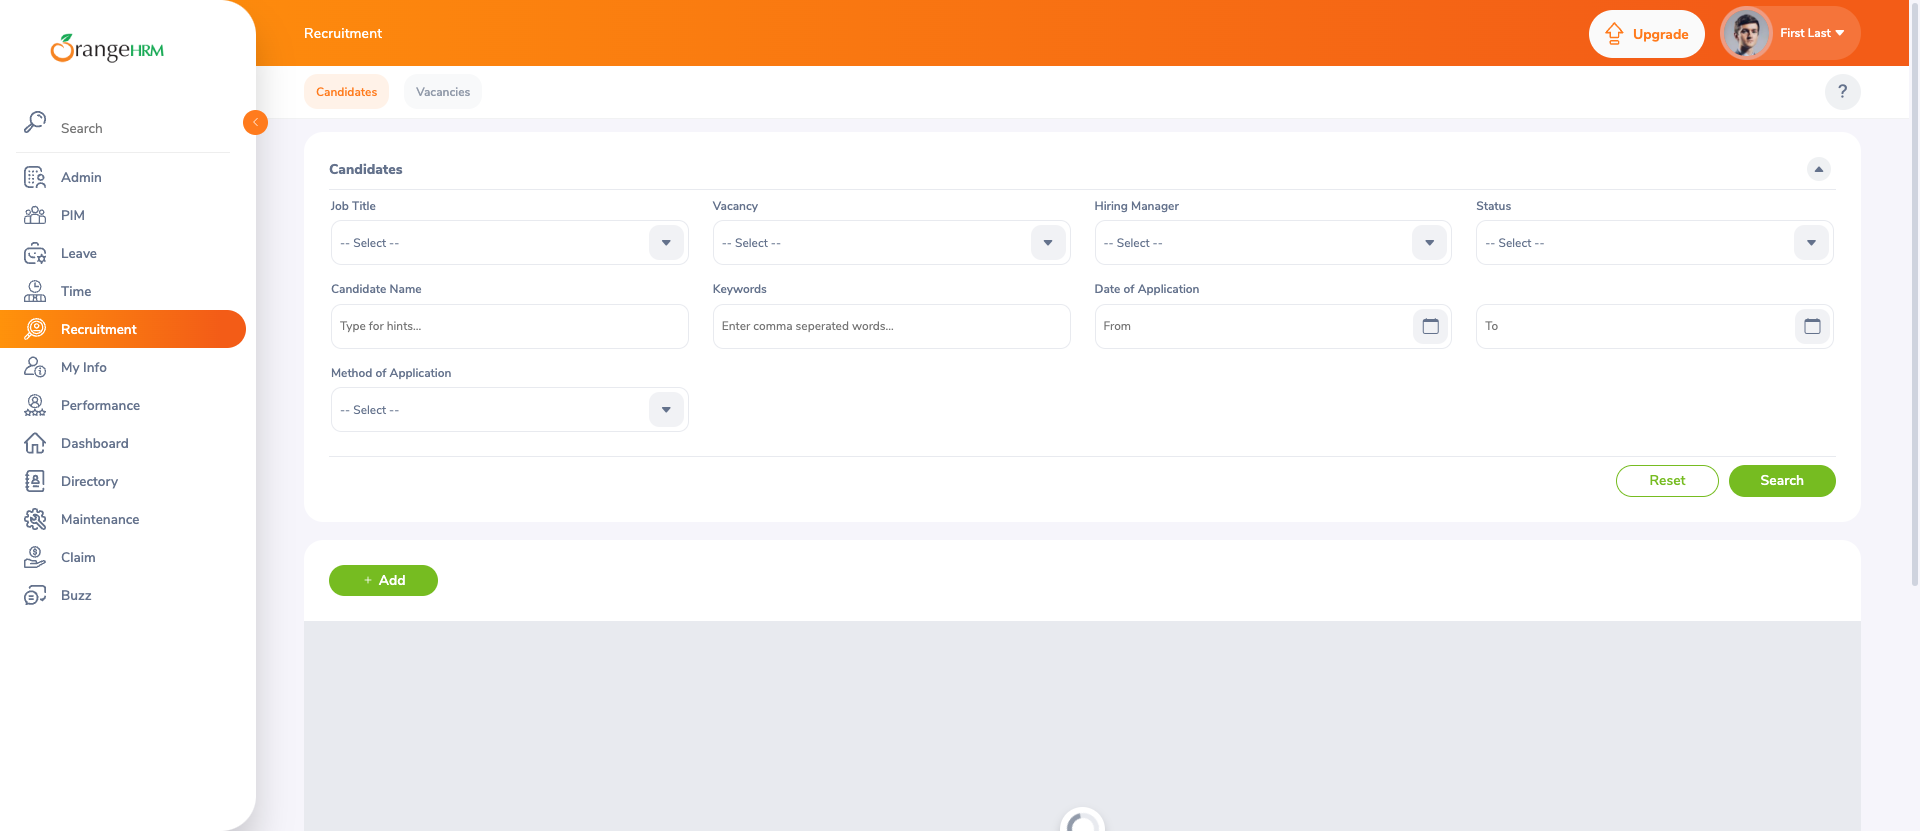 OrangeHRM
Search
Admin
PIM
Leave
Time
Recruitment
My Info
Performance
Dashboard
Directory
Maintenance
Claim
Buzz
Recruitment
Upgrade
First Last
Candidates
Vacancies
?
Candidates
Job Title
Vacancy
Hiring Manager
Status
-- Select --
-- Select --
-- Select --
-- Select --
Candidate Name
Keywords
Date of Application
Type for hints...
Enter comma seperated words...
From
To
Method of Application
-- Select --
Reset
Search
+ Add